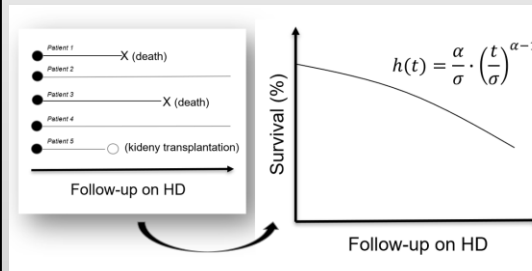 Patient 1
X (death)
Patient 2
Patient 3
X (death)
Patient 4
Patient 5
(kideny transplantation)
Follow-up on HD
Survival (%)
h(t) = α/σ · (t/σ)^α−
Follow-up on HD